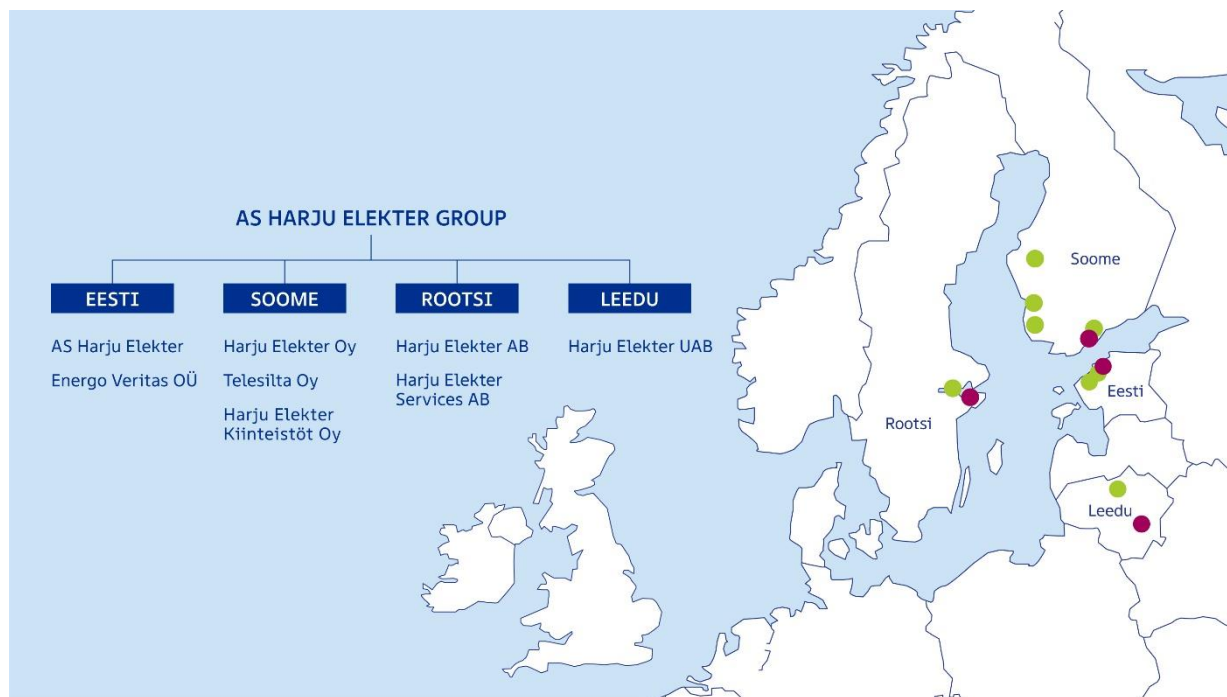 AS HARJU ELEKTER GROUP
EESTI
AS Harju Elekter
Energo Veritas OÜ
SOOME
Harju Elekter Oy
Telesilta Oy
Harju Elekter
Kiinteistöt Oy
ROOTSI
Harju Elekter AB
Harju Elekter
Services AB
LEEDU
Harju Elekter UAB
Soome
Eesti
Rootsi
Leedu